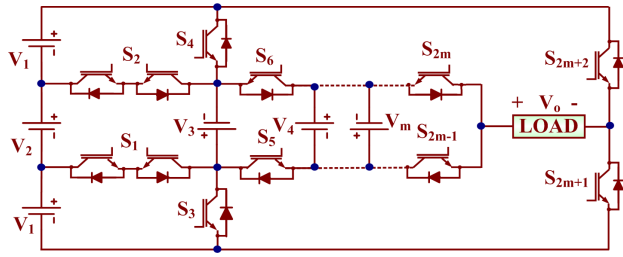 V1
S2
S4
S6
S2m
S2m+2
V2
S1
V3
S5
V4
Vm
S2m-1
+ Vo -
LOAD
V1
S3
S2m+1